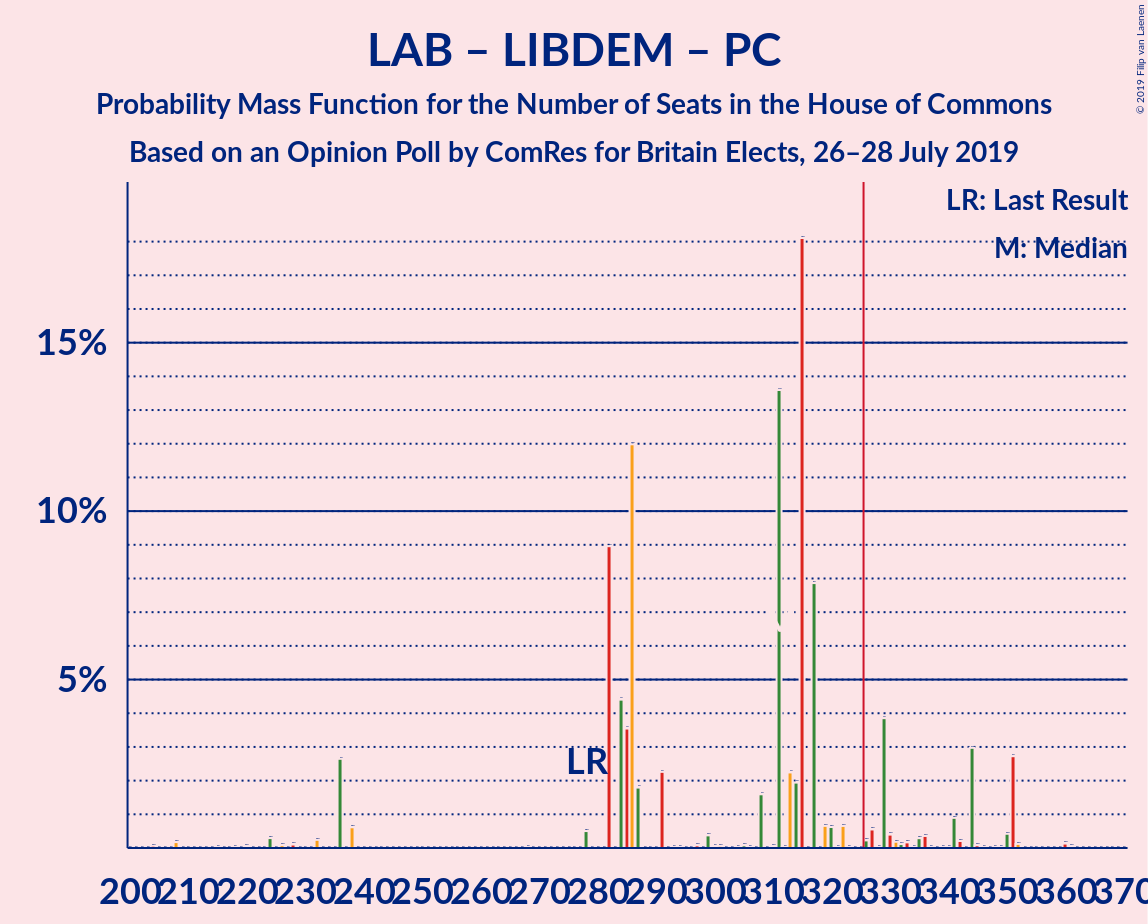 LAB – LIBDEM – PC
Probability Mass Function for the Number of Seats in the House of Commons
Based on an Opinion Poll by ComRes for Britain Elects, 26–28 July 2019
© 2019 Filip van Laenen
LR: Last Result
M: Median
15%
10%
5%
LR
200 210 220 230 240 250 260 270 280 290 300 310 320 330 340 350 360 370